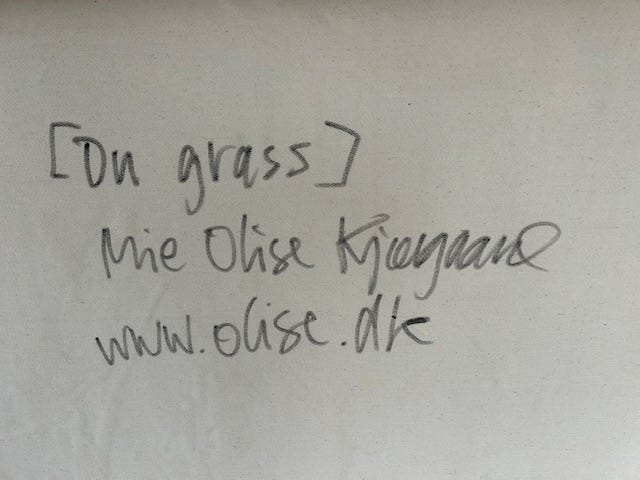 [On grass]
Mie Olise Kjærgaard
www.olise.dk